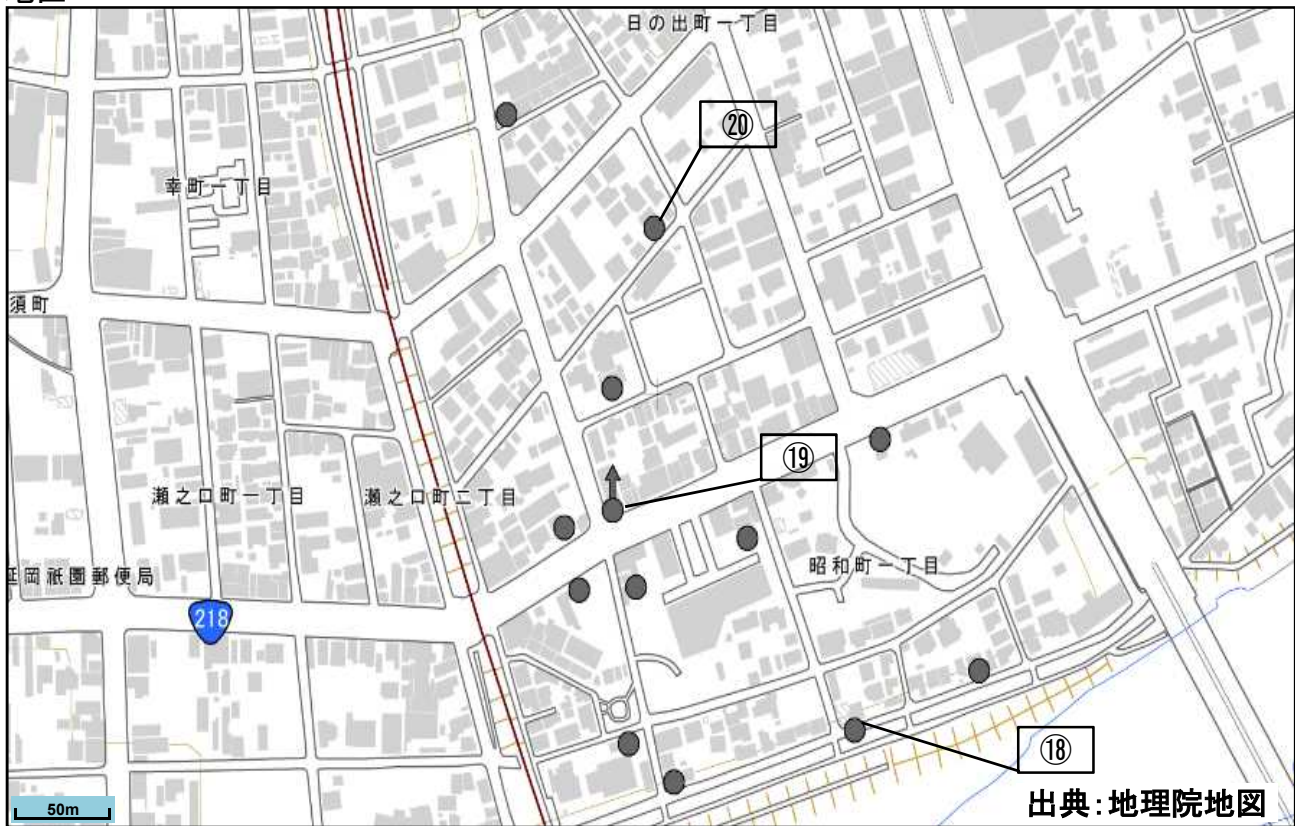 日の出町一丁目
⑳
幸町一丁目
須町
⑲
瀬之口町一丁目
瀬之口町二丁目
昭和町一丁目
延岡祇園郵便局
218
⑱
50m
出典：地理院地図